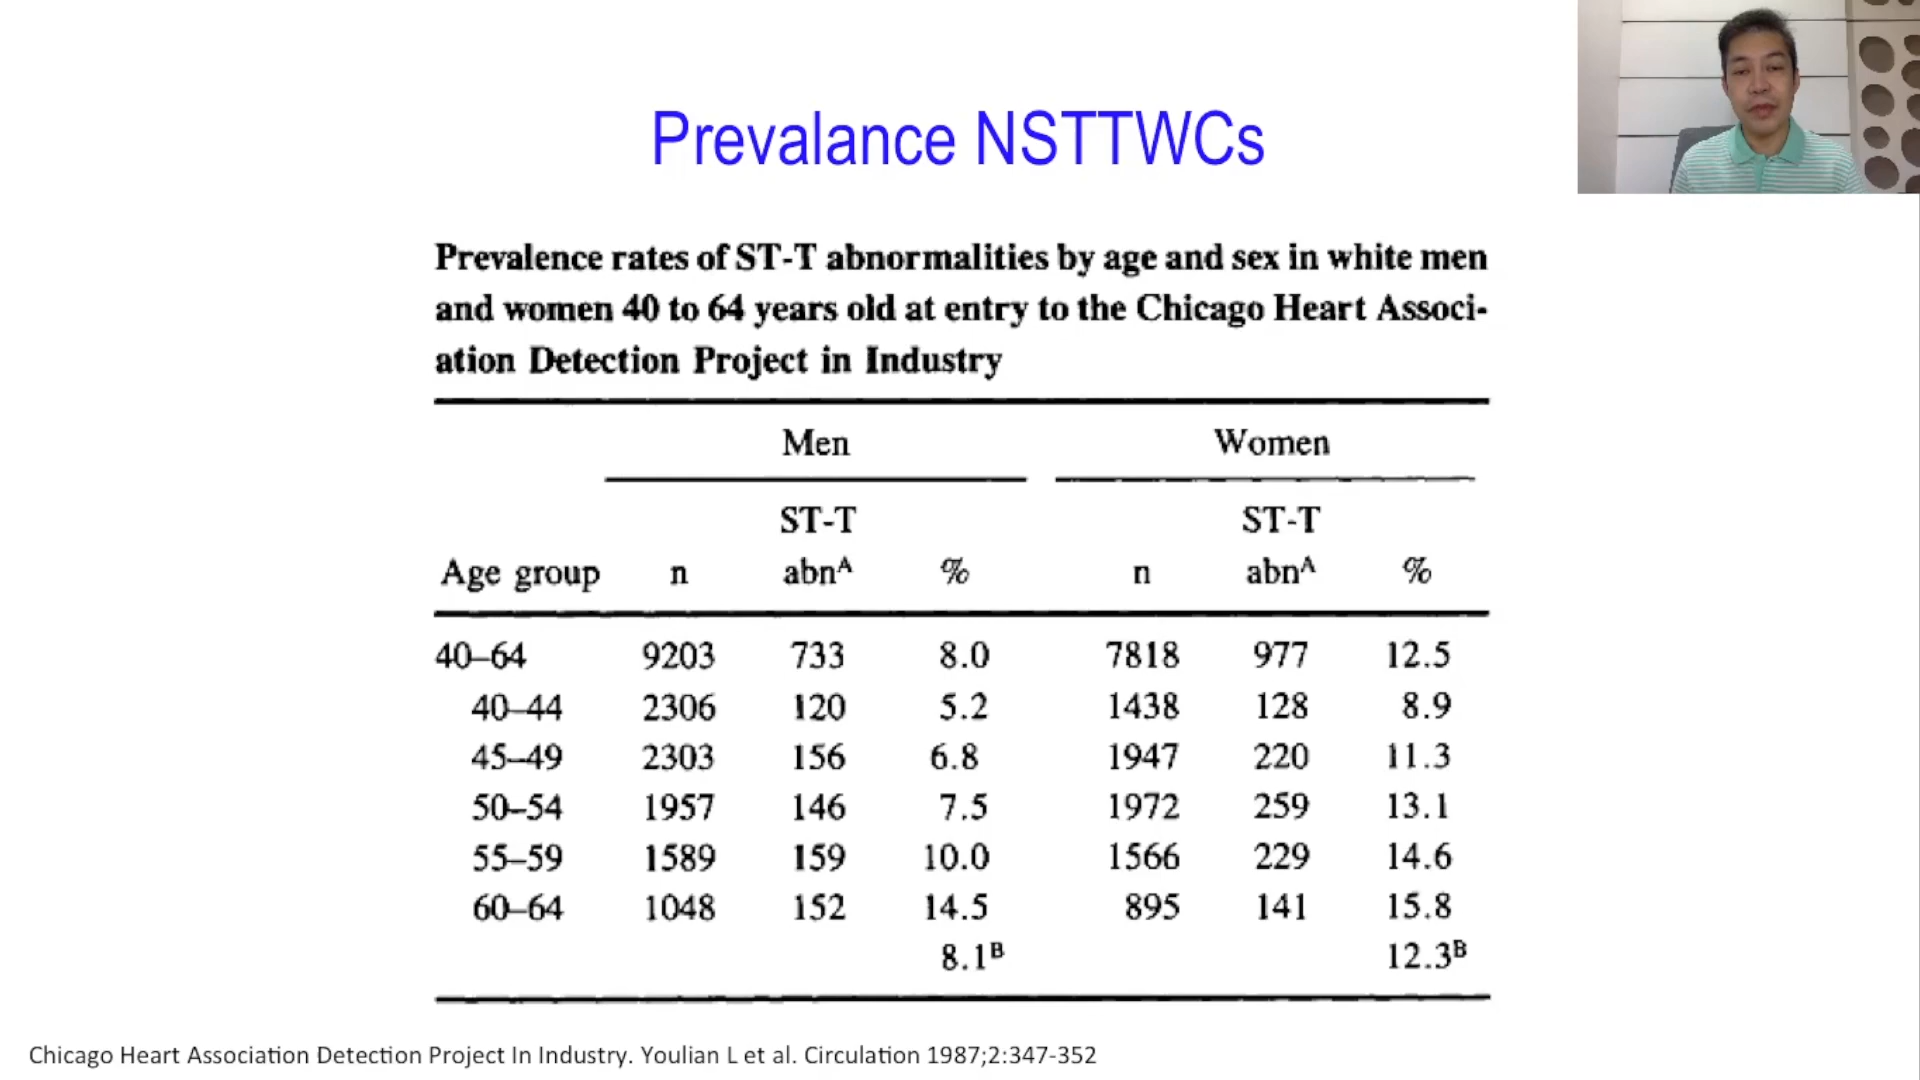 Prevalance NSTTWCs
Prevalence rates of ST-T abnormalities by age and sex in white men
and women 40 to 64 years old at entry to the Chicago Heart Associ-
ation Detection Project in Industry
Men Women
ST-T ST-T
Age group n abnᴬ % n abnᴬ %
40–64 9203 733 8.0 7818 977 12.5
40–44 2306 120 5.2 1438 128 8.9
45–49 2303 156 6.8 1947 220 11.3
50–54 1957 146 7.5 1972 259 13.1
55–59 1589 159 10.0 1566 229 14.6
60–64 1048 152 14.5 895 141 15.8
8.1ᴮ 12.3ᴮ
Chicago Heart Association Detection Project In Industry. Youlian L et al. Circulation 1987;2:347-352